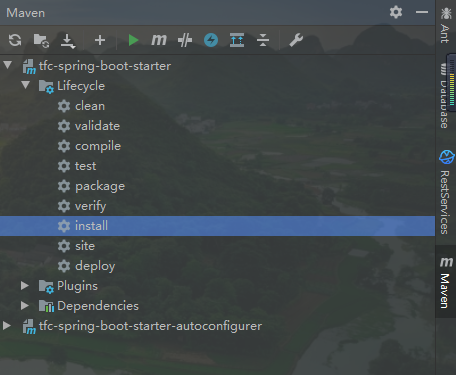 Maven
tfc-spring-boot-starter
Lifecycle
clean
validate
compile
test
package
verify
install
site
deploy
Plugins
Dependencies
tfc-spring-boot-starter-autoconfigurer
Ant
Database
RestServices
Maven